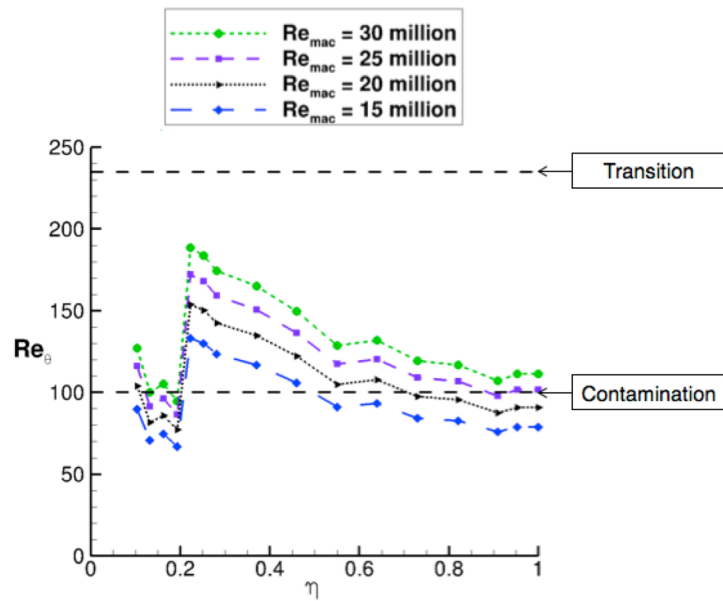 Re_mac = 30 million
Re_mac = 25 million
Re_mac = 20 million
Re_mac = 15 million
250
Transition
200
150
Re_θ
100
Contamination
50
0
0 0.2 0.4 0.6 0.8 1
η